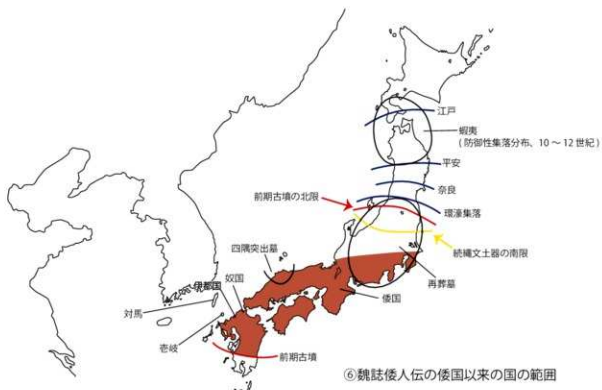 江戸
蝦夷
(防御性集落分布、10～12世紀)
平安
奈良
前期古墳の北限
環濠集落
四隅突出墓
続縄文土器の南限
再葬墓
伊都国
奴国
倭国
対馬
壱岐
前期古墳
⑥魏誌倭人伝の倭国以来の国の範囲